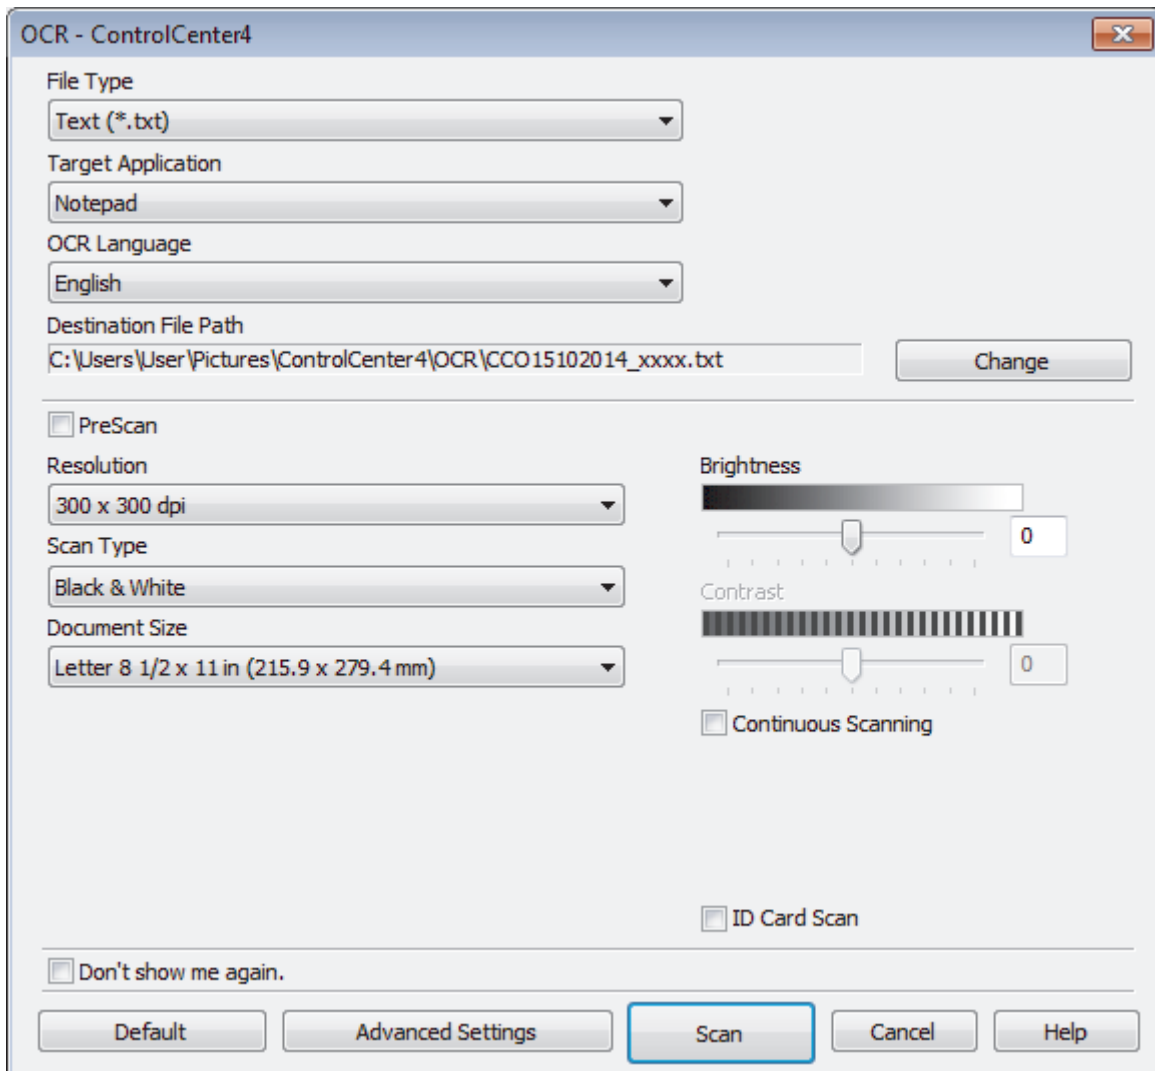 OCR - ControlCenter4
File Type
Text (*.txt)
Target Application
Notepad
OCR Language
English
Destination File Path
C:\Users\User\Pictures\ControlCenter4\OCR\CCO15102014_xxxx.txt
Change
PreScan
Resolution
300 x 300 dpi
Scan Type
Black & White
Document Size
Letter 8 1/2 x 11 in (215.9 x 279.4 mm)
Brightness
0
Contrast
0
Continuous Scanning
ID Card Scan
Don't show me again.
Default Advanced Settings Scan Cancel Help